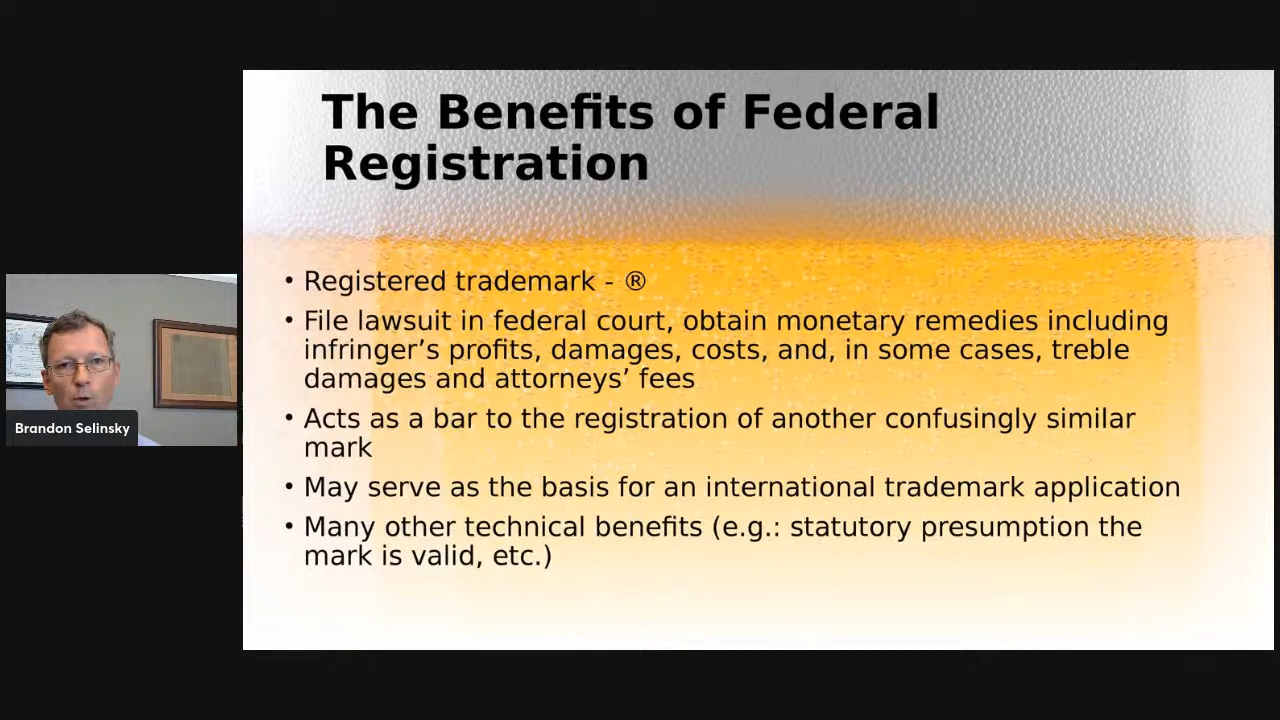 The Benefits of Federal
Registration
• Registered trademark - ®
• File lawsuit in federal court, obtain monetary remedies including
infringer’s profits, damages, costs, and, in some cases, treble
damages and attorneys’ fees
• Acts as a bar to the registration of another confusingly similar
mark
• May serve as the basis for an international trademark application
• Many other technical benefits (e.g.: statutory presumption the
mark is valid, etc.)
Brandon Selinsky